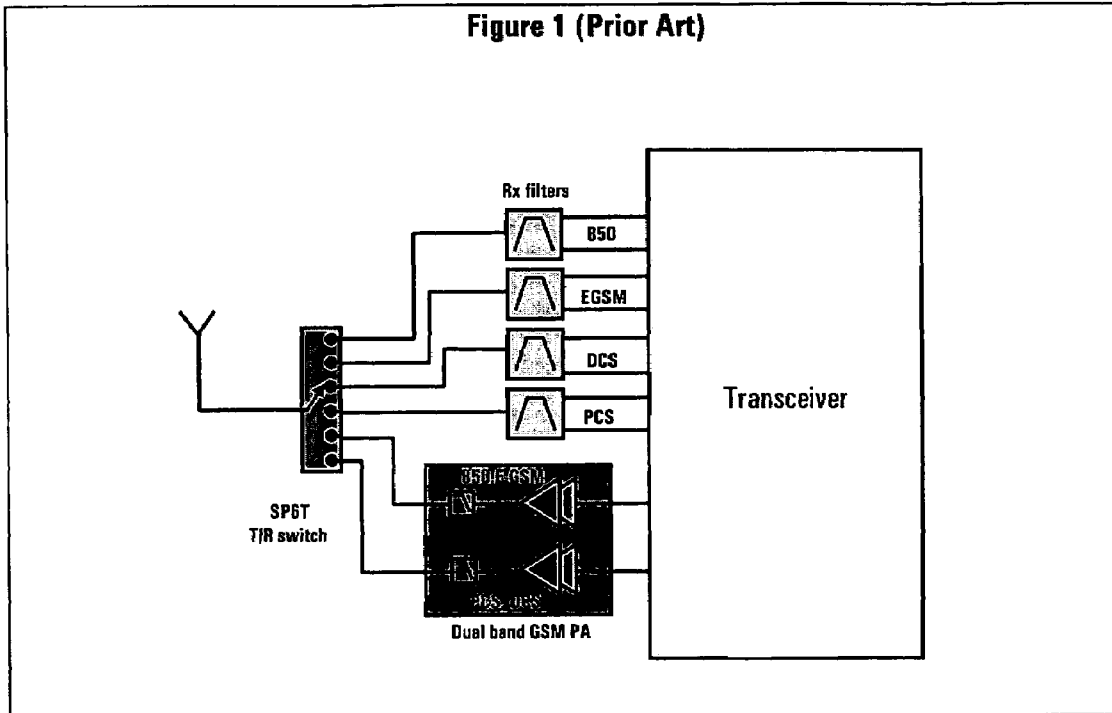 Figure 1 (Prior Art)
Rx filters
850
EGSM
DCS
PCS
Transceiver
850/E-GSM
SP6T
T/R switch
PCS, DCS
Dual band GSM PA